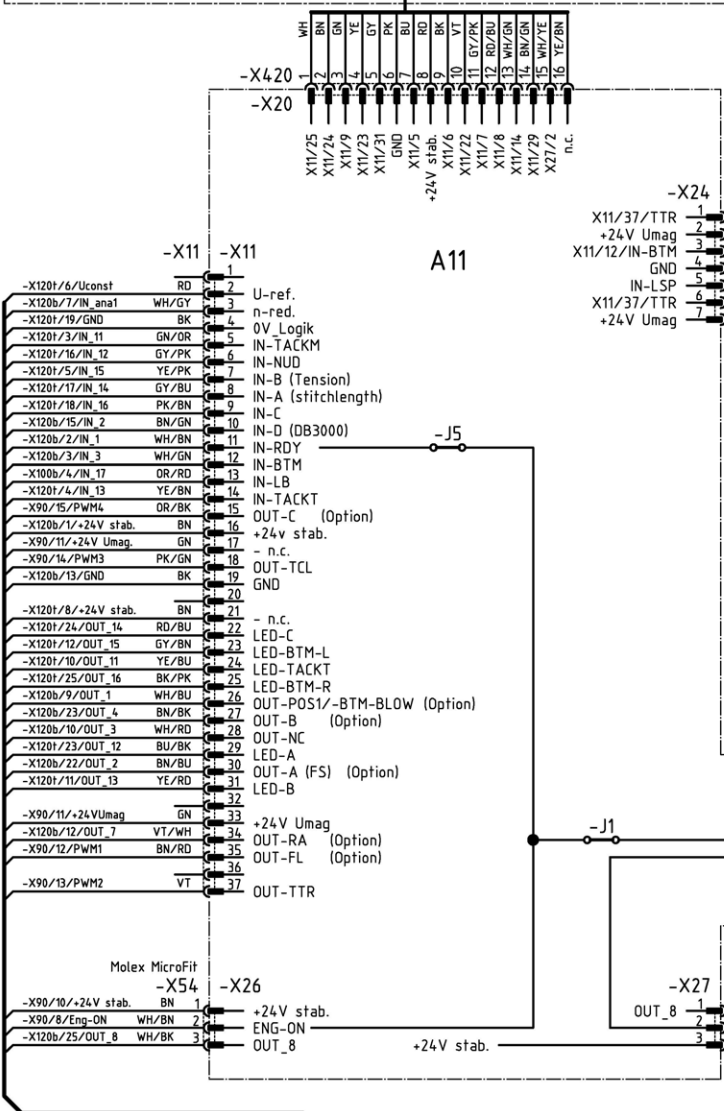 WH BN GN YE GY PK BU RD BK VT GY/PK RD/BU WH/GN BN/GN WH/YE YE/BN
-X420 1 2 3 4 5 6 7 8 9 10 11 12 13 14 15 16
-X20
X11/25 X11/24 X11/9 X11/23 X11/31 GND X11/5 +24V stab. X11/6 X11/22 X11/7 X11/8 X11/14 X11/29 X27/2 n.c.
-X24
X11/37/TTR 1
+24V Umag 2
X11/12/IN-BTM 3
GND 4
IN-LSP 5
X11/37/TTR 6
+24V Umag 7
A11
-X11 -X11
1
-X120t/6/Uconst RD 2 U-ref.
-X120b/7/IN_ana1 WH/GY 3 n-red.
-X120t/19/GND BK 4 0V_Logik
-X120t/3/IN_11 GN/OR 5 IN-TACKM
-X120t/16/IN_12 GY/PK 6 IN-NUD
-X120t/5/IN_15 YE/PK 7 IN-B (Tension)
-X120t/17/IN_14 GY/BU 8 IN-A (stitchlength)
-X120t/18/IN_16 PK/BN 9 IN-C
-X120b/15/IN_2 BN/GN 10 IN-D (DB3000)
-X120b/2/IN_1 WH/BN 11 IN-RDY
-J5
-X120b/3/IN_3 WH/GN 12 IN-BTM
-X100b/4/IN_17 OR/RD 13 IN-LB
-X120t/4/IN_13 YE/BN 14 IN-TACKT
-X90/15/PWM4 OR/BK 15 OUT-C (Option)
-X120b/1/+24V stab. BN 16 +24v stab.
-X90/11/+24V Umag. GN 17 - n.c.
-X90/14/PWM3 PK/GN 18 OUT-TCL
-X120b/13/GND BK 19 GND
20
-X120t/8/+24V stab. BN 21 - n.c.
-X120t/24/OUT_14 RD/BU 22 LED-C
-X120t/12/OUT_15 GY/BN 23 LED-BTM-L
-X120t/10/OUT_11 YE/BU 24 LED-TACKT
-X120t/25/OUT_16 BK/PK 25 LED-BTM-R
-X120b/9/OUT_1 WH/BU 26 OUT-POS1/-BTM-BLOW (Option)
-X120b/23/OUT_4 BN/BK 27 OUT-B (Option)
-X120b/10/OUT_3 WH/RD 28 OUT-NC
-X120t/23/OUT_12 BU/BK 29 LED-A
-X120b/22/OUT_2 BN/BU 30 OUT-A (FS) (Option)
-X120t/11/OUT_13 YE/RD 31 LED-B
32
-X90/11/+24VUmag GN 33 +24V Umag
-X120b/12/OUT_7 VT/WH 34 OUT-RA (Option)
-J1
-X90/12/PWM1 BN/RD 35 OUT-FL (Option)
36
-X90/13/PWM2 VT 37 OUT-TTR
Molex MicroFit
-X54 -X26
-X27
-X90/10/+24V stab. BN 1 +24V stab.
OUT_8 1
-X90/8/Eng-ON WH/BN 2 ENG-ON
2
-X120b/25/OUT_8 WH/BK 3 OUT_8
+24V stab. 3